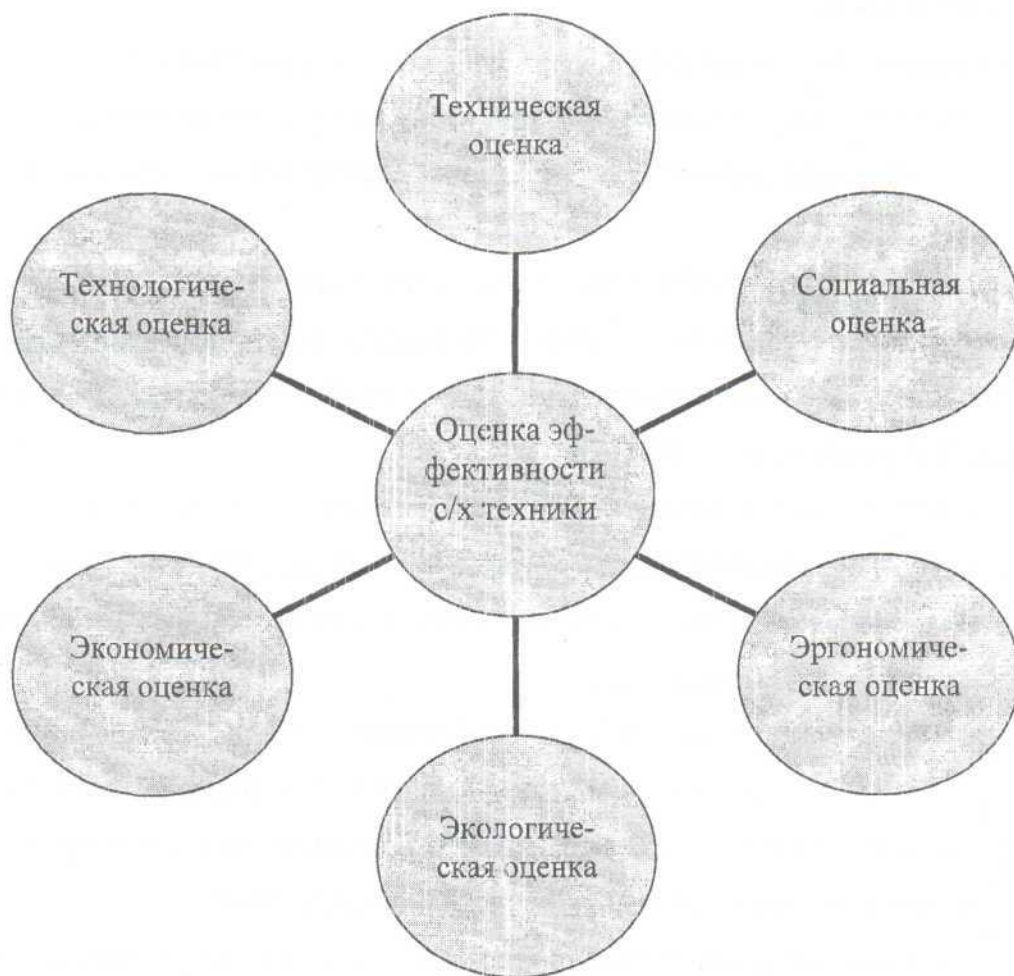 Техническая
оценка
Технологиче-
ская оценка
Социальная
оценка
Оценка эф-
фективности
с/х техники
Экономиче-
ская оценка
Эргономиче-
ская оценка
Экологиче-
ская оценка